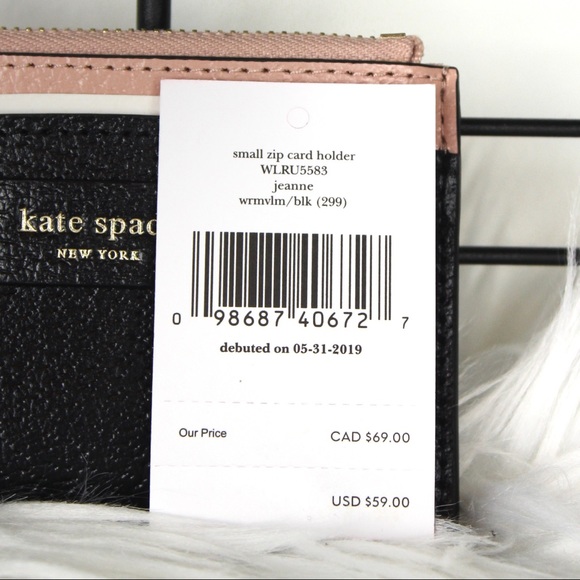 kate spad
NEW YORK
small zip card holder
WLRU5583
jeanne
wrmvlm/blk (299)
0 98687 40672 7
debuted on 05-31-2019
Our Price CAD $69.00
USD $59.00